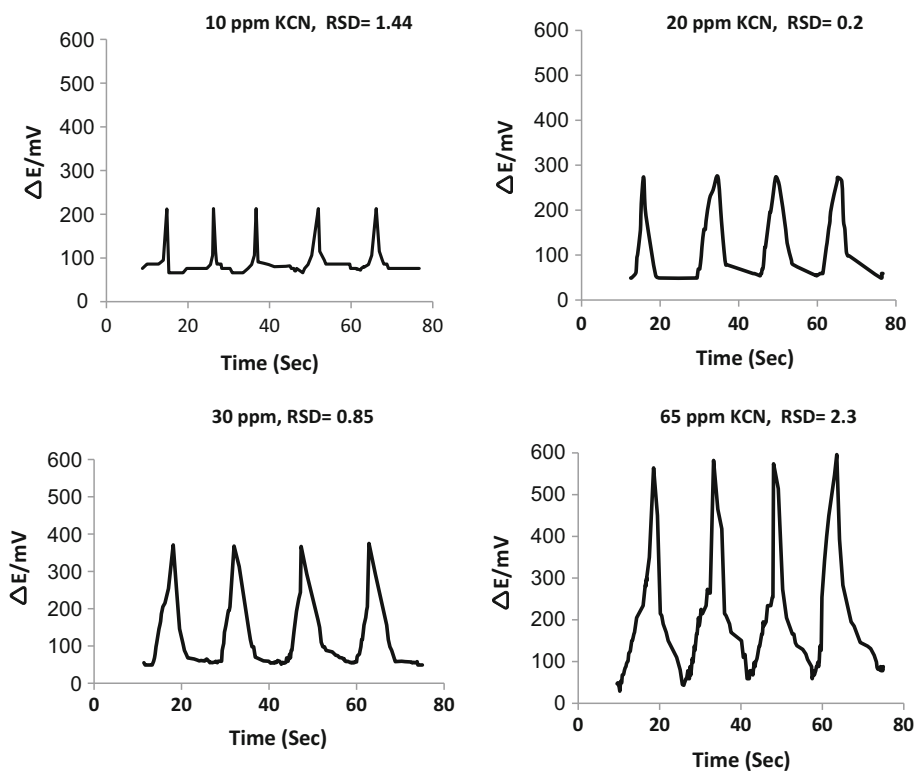 10 ppm KCN, RSD= 1.44
600
500
400
300
200
100
0
ΔE/mV
0 20 40 60 80
Time (Sec)
20 ppm KCN, RSD= 0.2
600
500
400
300
200
100
0
ΔE/mV
0 20 40 60 80
Time (Sec)
30 ppm, RSD= 0.85
600
500
400
300
200
100
0
ΔE/mV
0 20 40 60 80
Time (Sec)
65 ppm KCN, RSD= 2.3
600
500
400
300
200
100
0
ΔE/mV
0 20 40 60 80
Time (Sec)